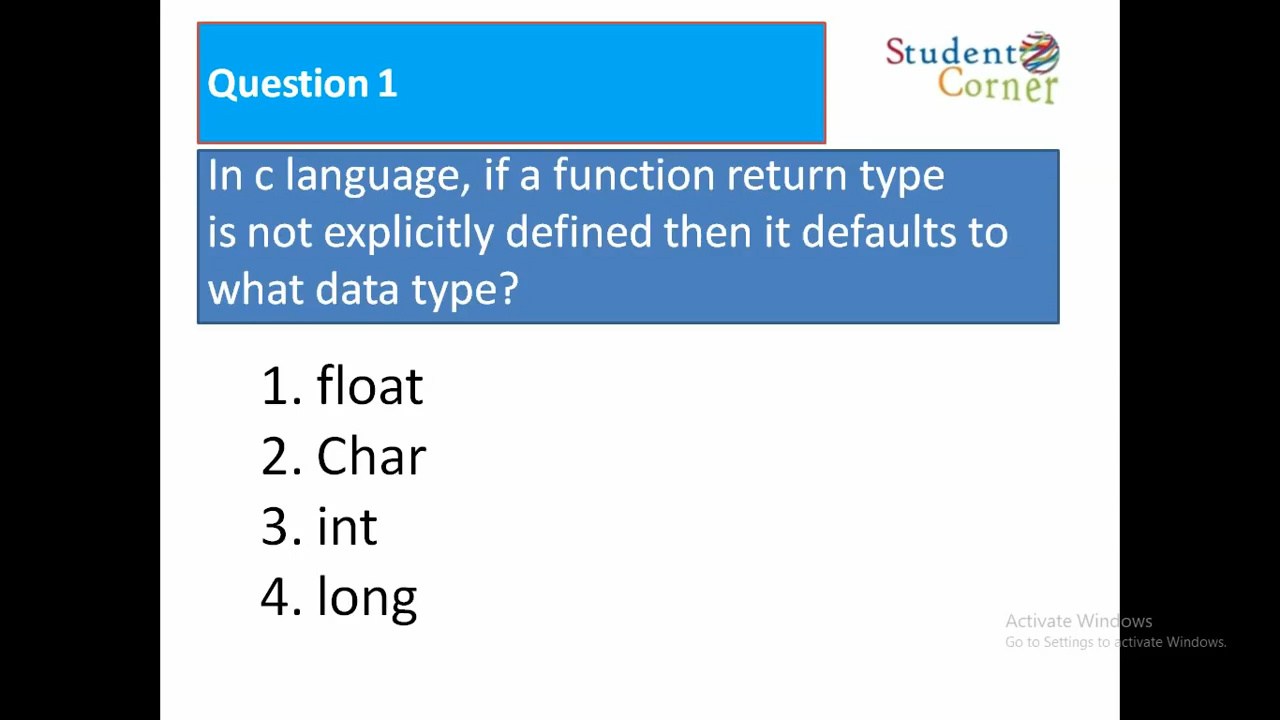 Question 1
Student
Corner
In c language, if a function return type
is not explicitly defined then it defaults to
what data type?
1. float
2. Char
3. int
4. long
Activate Windows
Go to Settings to activate Windows.